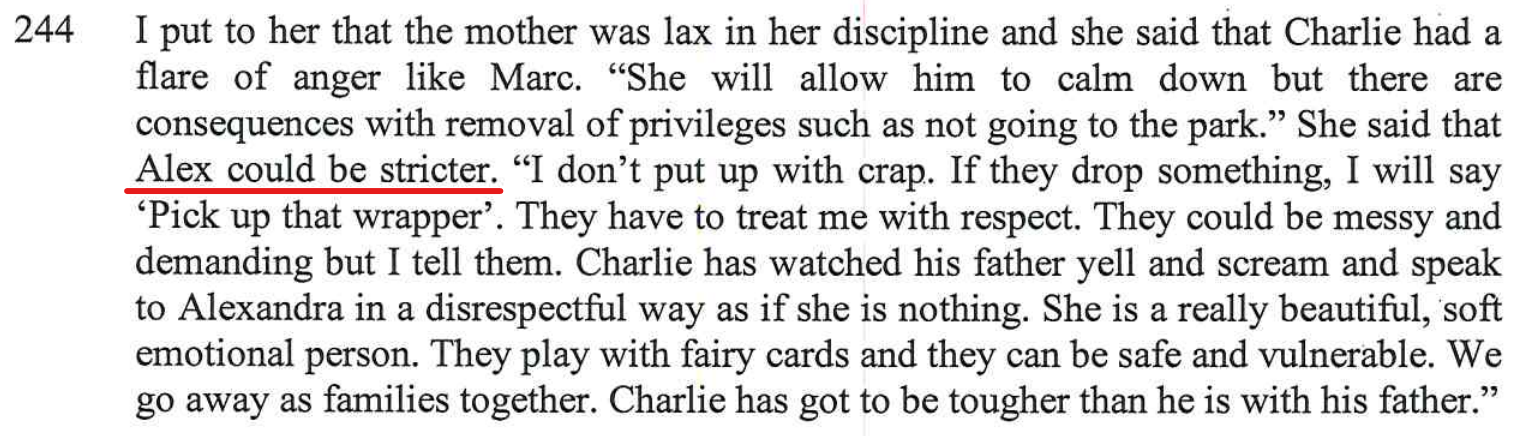 244 I put to her that the mother was lax in her discipline and she said that Charlie had a
flare of anger like Marc. “She will allow him to calm down but there are
consequences with removal of privileges such as not going to the park.” She said that
Alex could be stricter. “I don’t put up with crap. If they drop something, I will say
‘Pick up that wrapper’. They have to treat me with respect. They could be messy and
demanding but I tell them. Charlie has watched his father yell and scream and speak
to Alexandra in a disrespectful way as if she is nothing. She is a really beautiful, soft
emotional person. They play with fairy cards and they can be safe and vulnerable. We
go away as families together. Charlie has got to be tougher than he is with his father.”